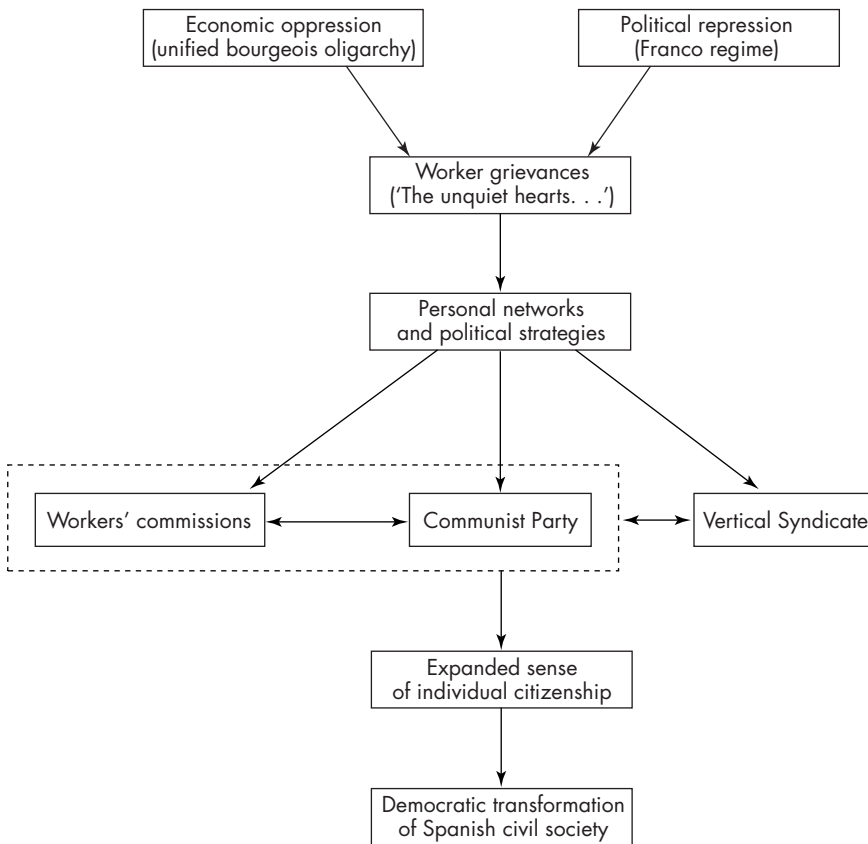 Economic oppression
(unified bourgeois oligarchy)
Political repression
(Franco regime)
Worker grievances
(‘The unquiet hearts. . .’)
Personal networks
and political strategies
Workers’ commissions
Communist Party
Vertical Syndicate
Expanded sense
of individual citizenship
Democratic transformation
of Spanish civil society